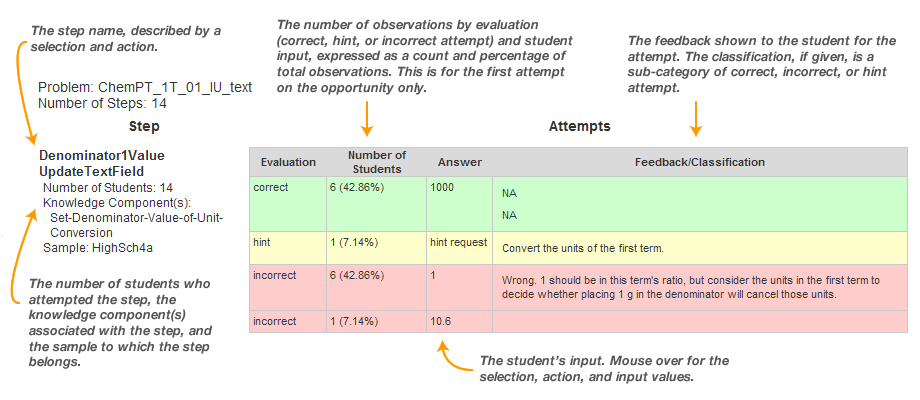 The step name, described by a
selection and action.
The number of observations by evaluation
(correct, hint, or incorrect attempt) and student
input, expressed as a count and percentage of
total observations. This is for the first attempt
on the opportunity only.
The feedback shown to the student for the
attempt. The classification, if given, is a
sub-category of correct, incorrect, or hint
attempt.
Problem: ChemPT_1T_01_IU_text
Number of Steps: 14
Step
Attempts
Denominator1Value
UpdateTextField
Number of Students: 14
Knowledge Component(s):
Set-Denominator-Value-of-Unit-
Conversion
Sample: HighSch4a
Evaluation Number of Students Answer Feedback/Classification
correct 6 (42.86%) 1000 NA
NA
hint 1 (7.14%) hint request Convert the units of the first term.
incorrect 6 (42.86%) 1 Wrong. 1 should be in this term's ratio, but consider the units in the first term to
decide whether placing 1 g in the denominator will cancel those units.
incorrect 1 (7.14%) 10.6
The number of students who
attempted the step, the
knowledge component(s)
associated with the step, and
the sample to which the step
belongs.
The student's input. Mouse over for the
selection, action, and input values.